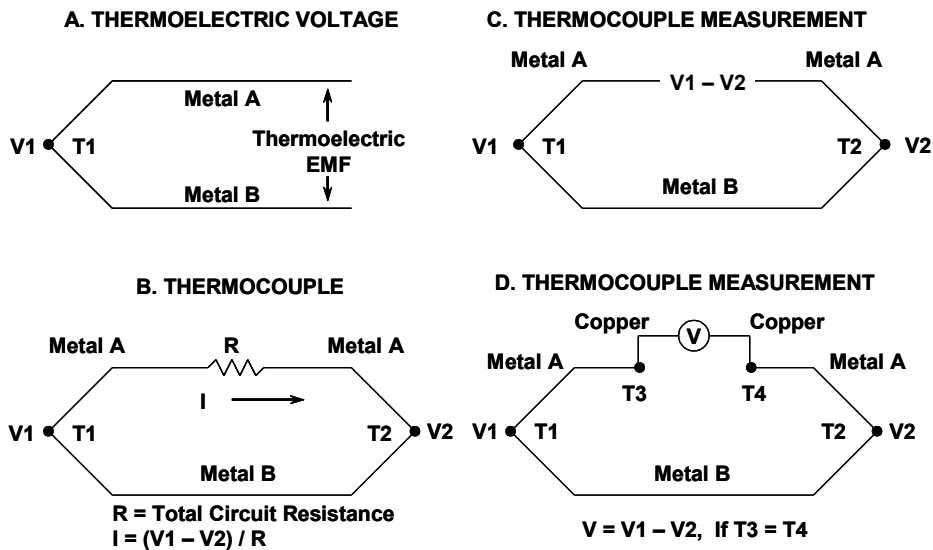 A. THERMOELECTRIC VOLTAGE
Metal A
V1
T1
Thermoelectric
EMF
Metal B
C. THERMOCOUPLE MEASUREMENT
Metal A
Metal A
V1 – V2
V1
T1
T2
V2
Metal B
B. THERMOCOUPLE
Metal A
R
Metal A
I
V1
T1
T2
V2
Metal B
R = Total Circuit Resistance
I = (V1 – V2) / R
D. THERMOCOUPLE MEASUREMENT
Copper
V
Copper
Metal A
Metal A
T3
T4
V1
T1
T2
V2
Metal B
V = V1 – V2, If T3 = T4